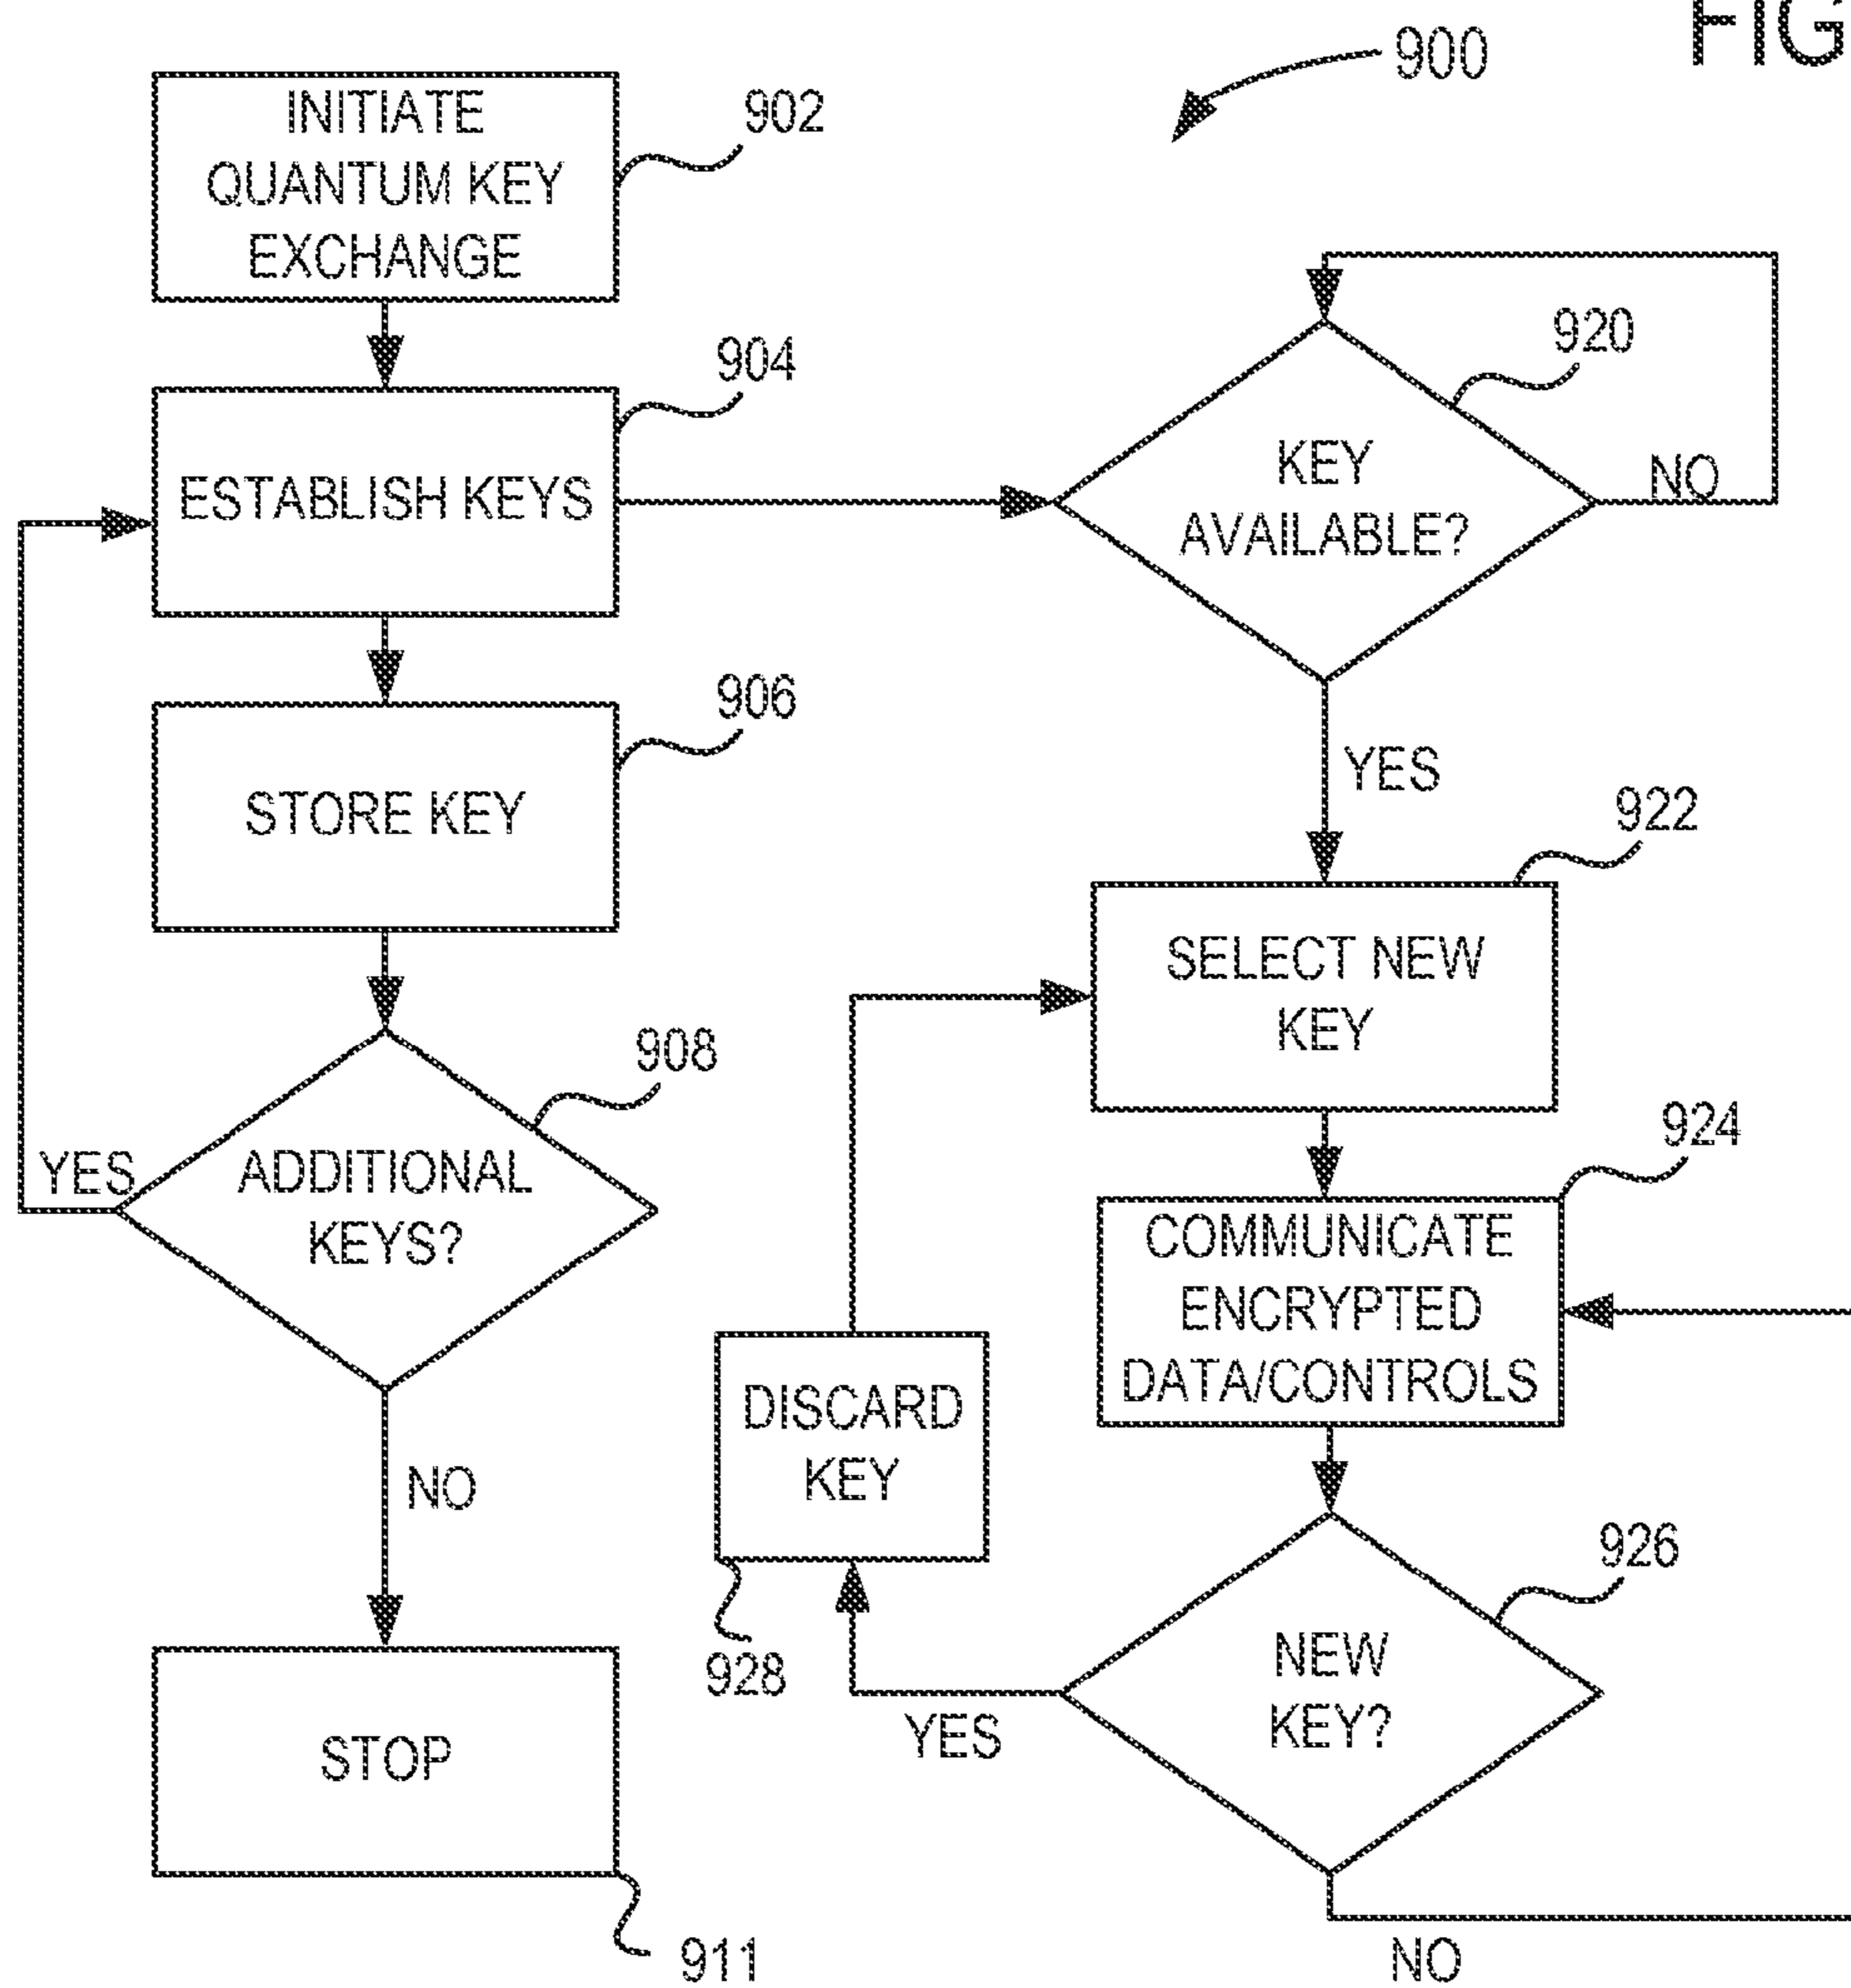 FIG
900
INITIATE
QUANTUM KEY
EXCHANGE
902
ESTABLISH KEYS
904
STORE KEY
906
ADDITIONAL
KEYS?
908
YES
NO
STOP
911
KEY
AVAILABLE?
920
NO
YES
SELECT NEW
KEY
922
COMMUNICATE
ENCRYPTED
DATA/CONTROLS
924
NEW
KEY?
926
YES
NO
DISCARD
KEY
928